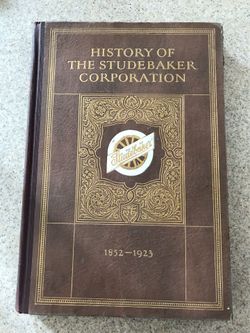 HISTORY OF
THE STUDEBAKER
CORPORATION
Studebaker
1852–1923